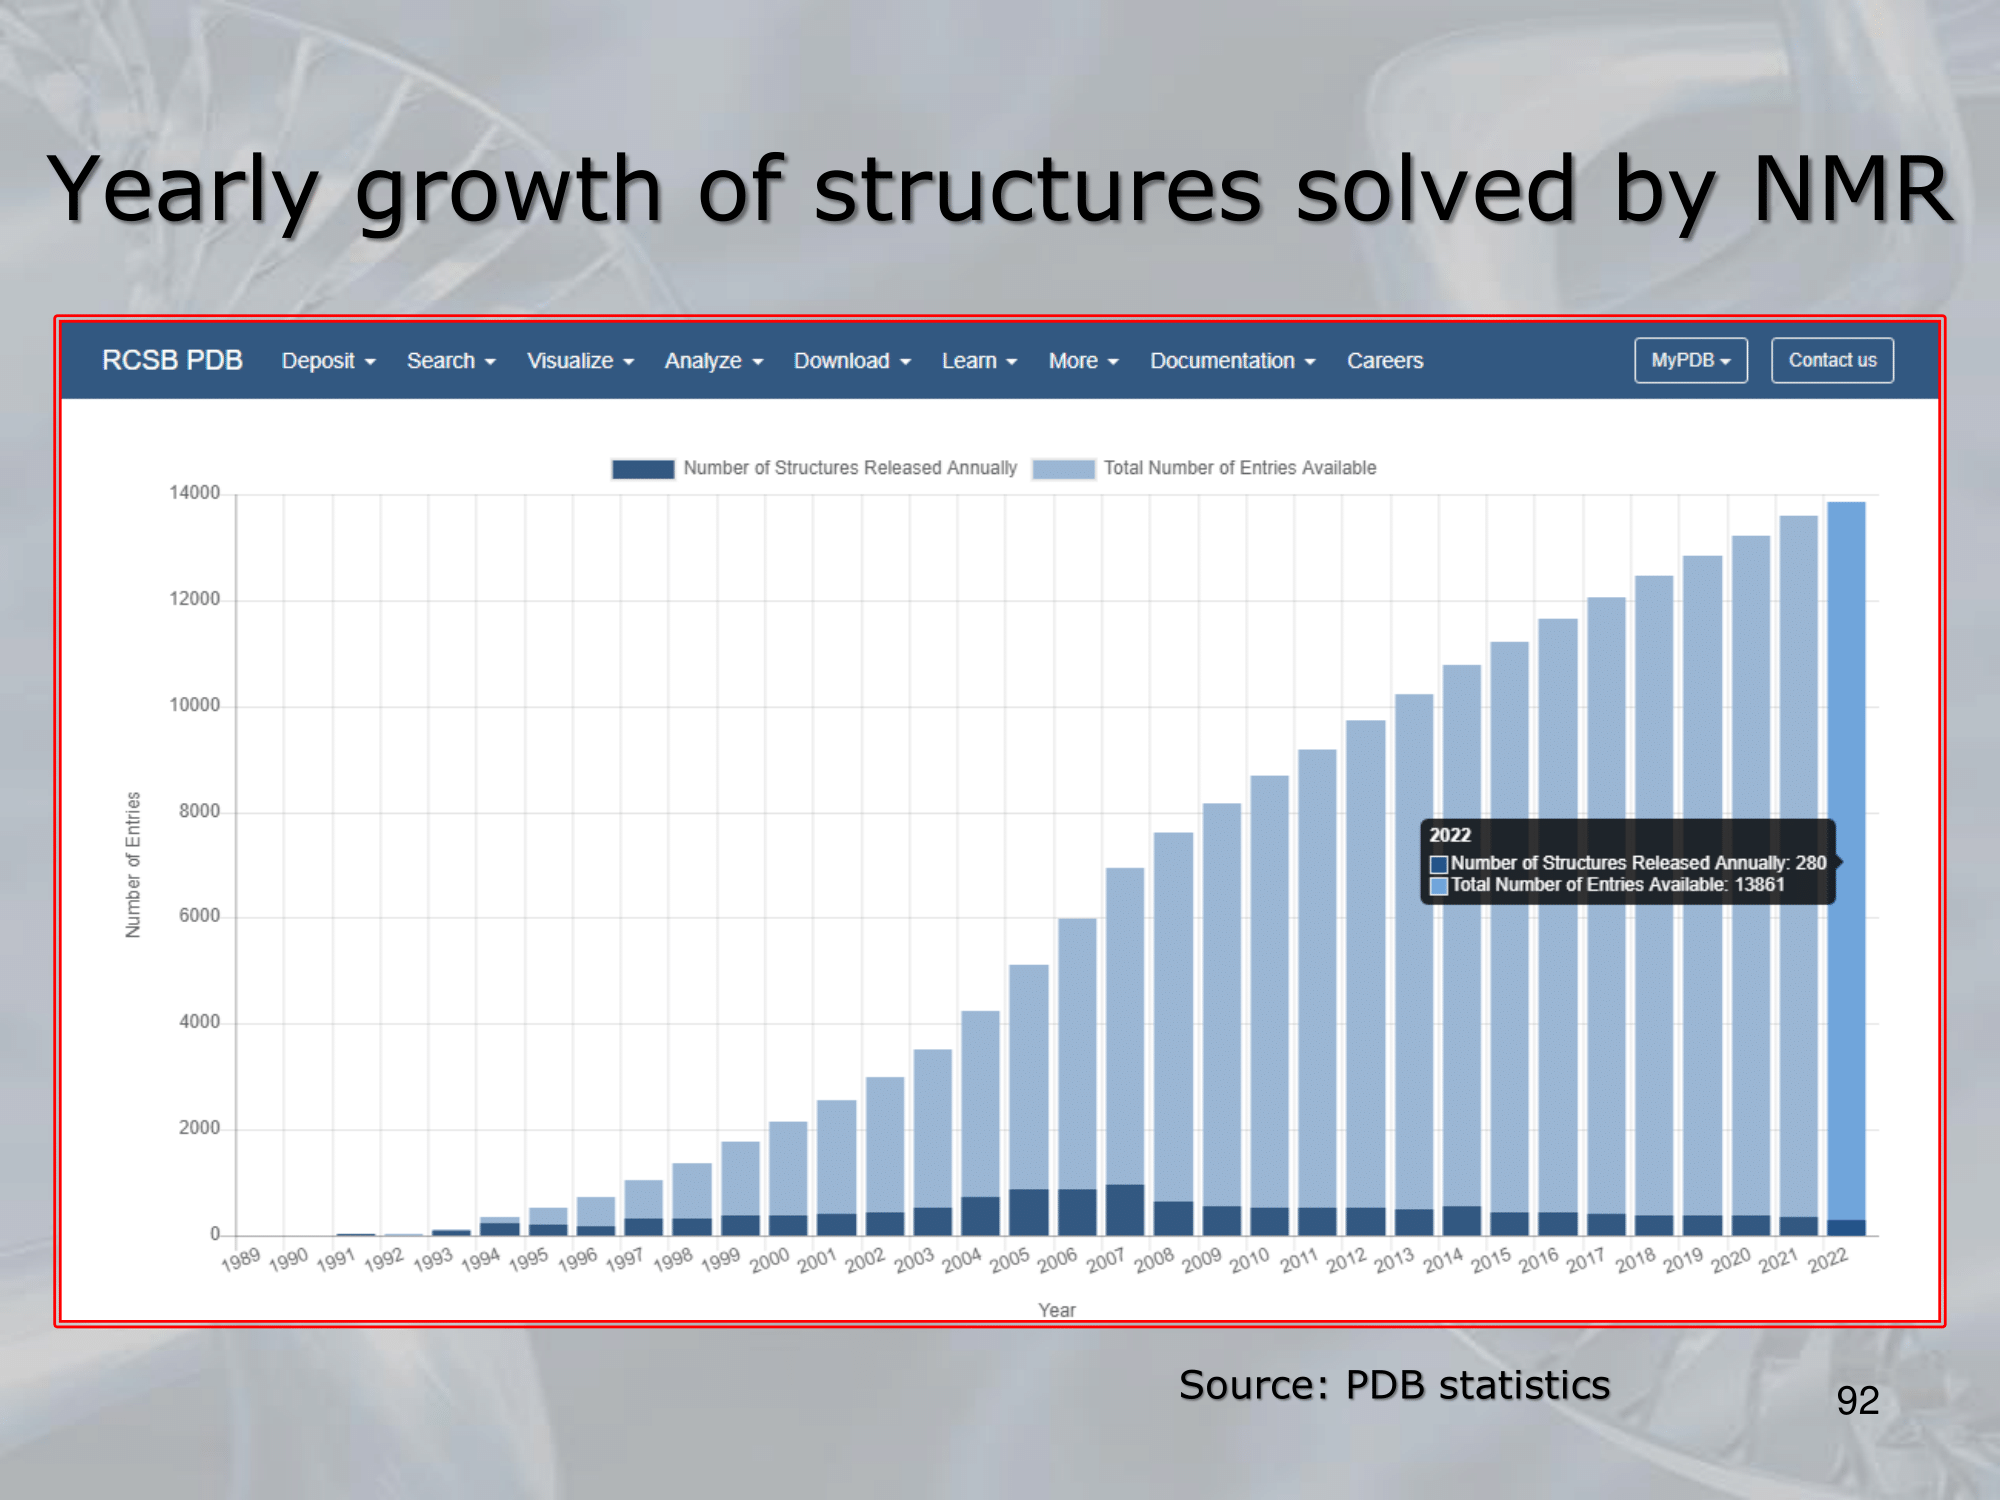 Yearly growth of structures solved by NMR
RCSB PDB Deposit Search Visualize Analyze Download Learn More Documentation Careers MyPDB Contact us
Number of Structures Released Annually Total Number of Entries Available
14000
12000
10000
8000
6000
4000
2000
0
Number of Entries
2022
Number of Structures Released Annually: 280
Total Number of Entries Available: 13861
1989 1990 1991 1992 1993 1994 1995 1996 1997 1998 1999 2000 2001 2002 2003 2004 2005 2006 2007 2008 2009 2010 2011 2012 2013 2014 2015 2016 2017 2018 2019 2020 2021 2022
Year
Source: PDB statistics
92